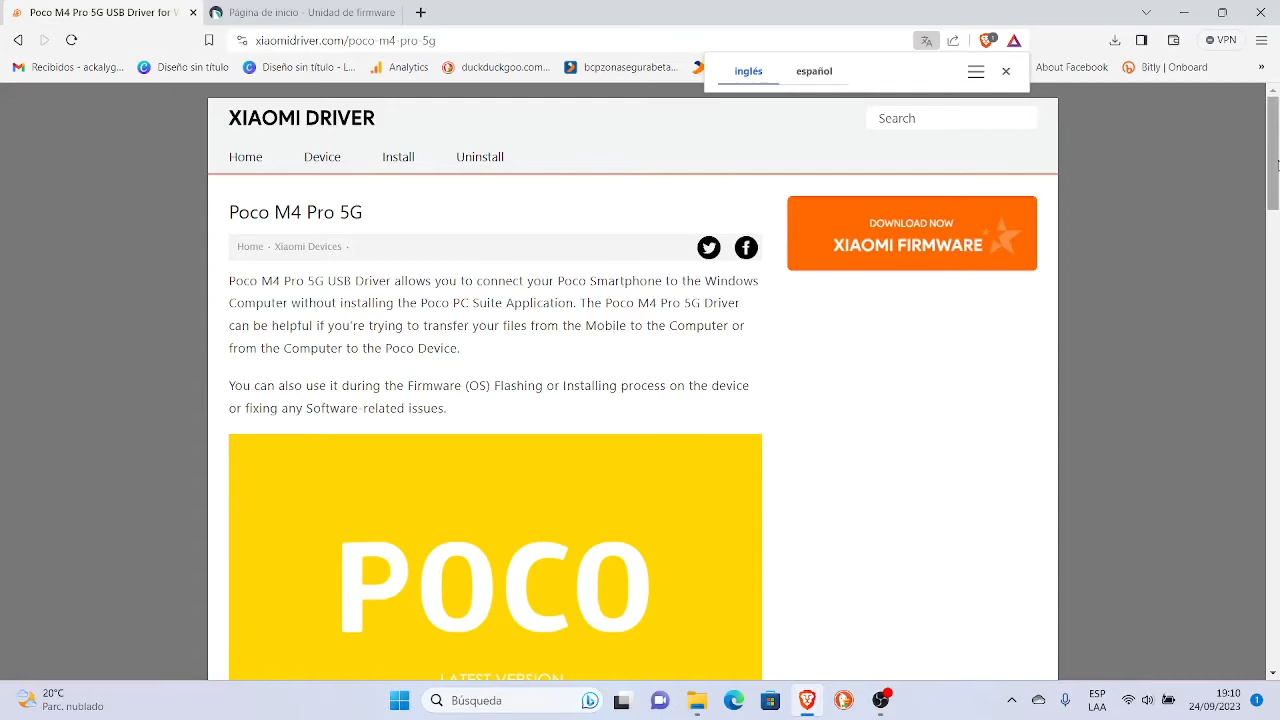 Poco M4 Pro 5G USB Driver for V
Página no encontrada
xiaomidriver.com/poco-m4-pro-5g
VPN
Recibidos - ackalyg...
Diseño sin título
Diseño sin título - L...
Analytics
duckduckgoo.com...
bcpzonasegurabeta...
About Facebook
Bitly | Onboard
inglés
español
XIAOMI DRIVER
Search
Home
Device
Install
Uninstall
Poco M4 Pro 5G
DOWNLOAD NOW
XIAOMI FIRMWARE
Home · Xiaomi Devices ·
Poco M4 Pro 5G USB Driver allows you to connect your Poco Smartphone to the Windows
Computer without installing the Poco PC Suite Application. The Poco M4 Pro 5G Driver
can be helpful if you're trying to transfer your files from the Mobile to the Computer or
from the Computer to the Poco Device.
You can also use it during the Firmware (OS) Flashing or Installing process on the device
or fixing any Software-related issues.
POCO
LATEST VERSION
20°C
Parc. nublado
Búsqueda
ESP
LAA
19:10
24/09/2023
1